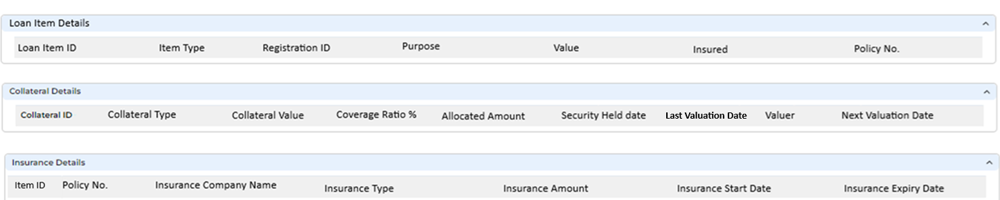 Loan Item Details
Loan Item ID Item Type Registration ID Purpose Value Insured Policy No.
Collateral Details
Collateral ID Collateral Type Collateral Value Coverage Ratio % Allocated Amount Security Held date Last Valuation Date Valuer Next Valuation Date
Insurance Details
Item ID Policy No. Insurance Company Name Insurance Type Insurance Amount Insurance Start Date Insurance Expiry Date